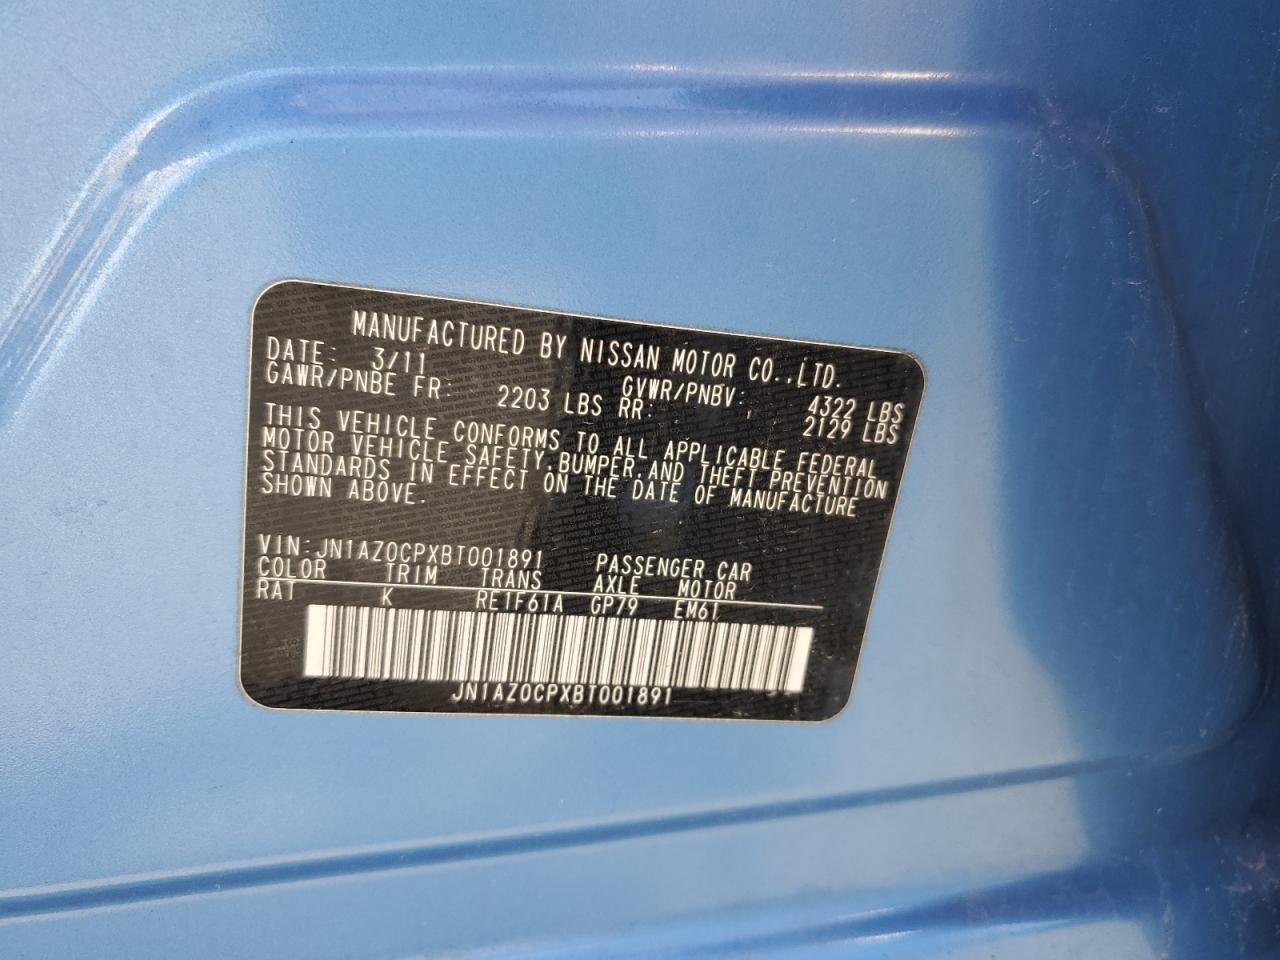 MANUFACTURED BY NISSAN MOTOR CO.,LTD.
DATE: 3/11 GVWR/PNBV: 4322 LBS
GAWR/PNBE FR: 2203 LBS RR: 2129 LBS
THIS VEHICLE CONFORMS TO ALL APPLICABLE FEDERAL
MOTOR VEHICLE SAFETY,BUMPER,AND THEFT PREVENTION
STANDARDS IN EFFECT ON THE DATE OF MANUFACTURE
SHOWN ABOVE.
VIN:JN1AZ0CPXBT001891 PASSENGER CAR
COLOR TRIM TRANS AXLE MOTOR
RAT K RE1F61A GP79 EM61
JN1AZ0CPXBT001891